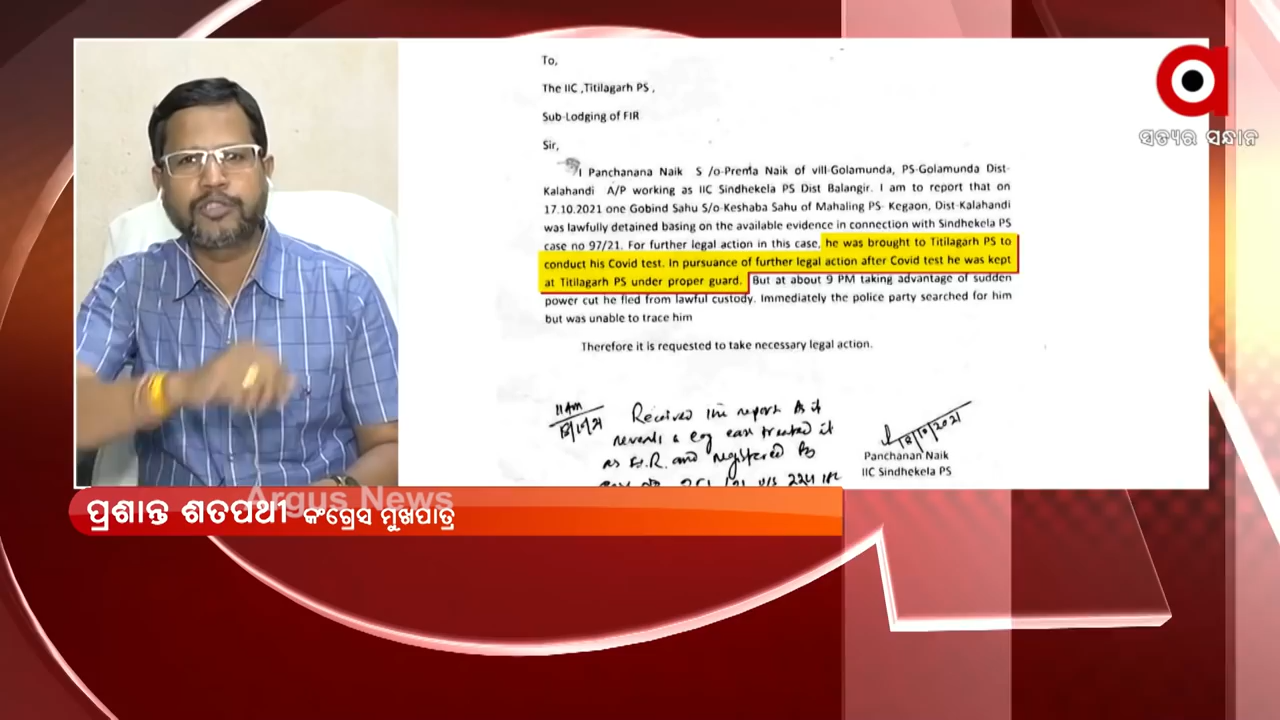 To,
The IIC ,Titilagarh PS ,
Sub-Lodging of FIR
Sir,
I Panchanana Naik S /o-Prema Naik of vill-Golamunda, PS-Golamunda Dist-
Kalahandi A/P working as IIC Sindhekela PS Dist Balangir. I am to report that on
17.10.2021 one Gobind Sahu S/o-Keshaba Sahu of Mahaling PS- Kegaon, Dist-Kalahandi
was lawfully detained basing on the available evidence in connection with Sindhekela PS
case no 97/21. For further legal action in this case, he was brought to Titilagarh PS to
conduct his Covid test. In pursuance of further legal action after Covid test he was kept
at Titilagarh PS under proper guard. But at about 9 PM taking advantage of sudden
power cut he fled from lawful custody. Immediately the police party searched for him
but was unable to trace him
Therefore it is requested to take necessary legal action.
11 AM
Received the report As it
reveals a cog case treated it
as F.I.R. and registered
18/10/2021
Panchanan Naik
IIC Sindhekela PS
ସତ୍ୟର ସନ୍ଧାନ
Argus News
ପ୍ରଶାନ୍ତ ଶତପଥୀ କଂଗ୍ରେସ ମୁଖପାତ୍ର